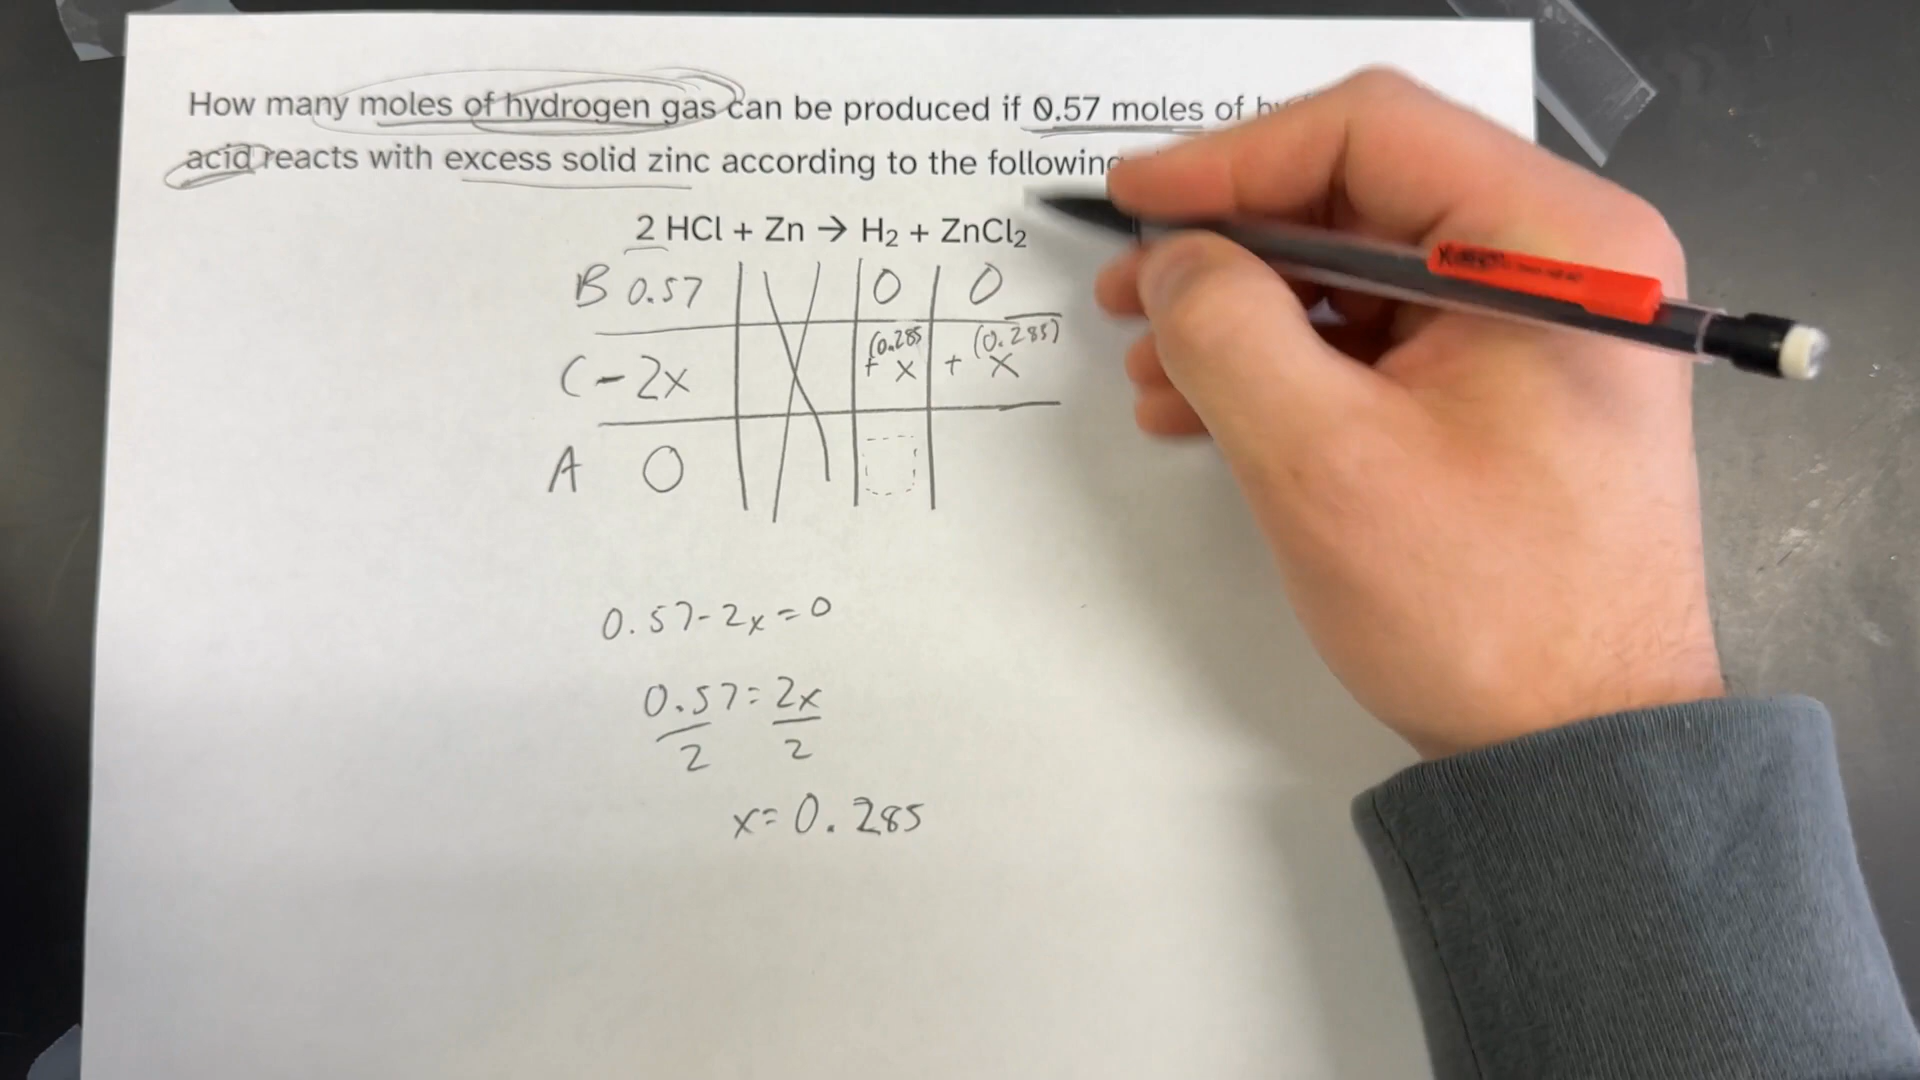 How many moles of hydrogen gas can be produced if 0.57 moles of
acid reacts with excess solid zinc according to the following
2 HCl + Zn → H₂ + ZnCl₂
B 0.57 0 0
(0.285 (0.285)
C -2x + x + x
A 0
0.57-2x=0
0.57=2x
2 2
x=0.285